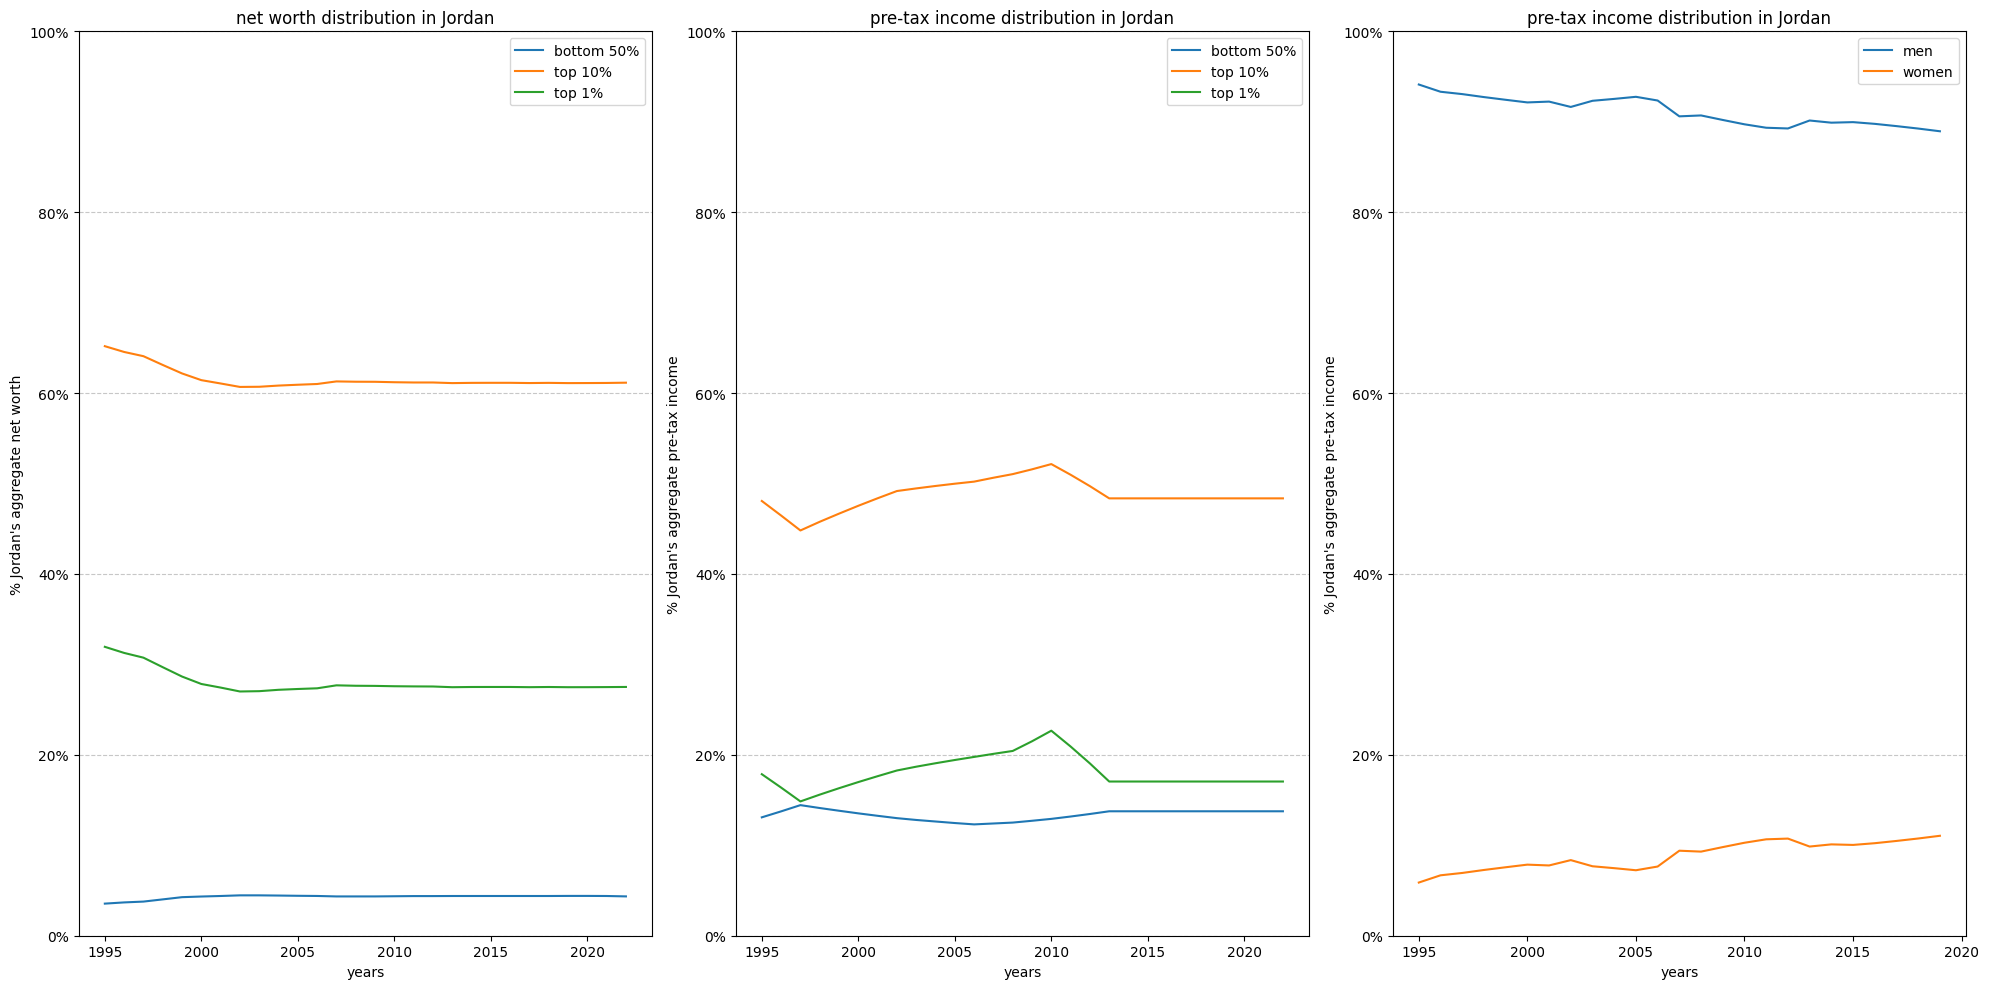 net worth distribution in Jordan
% Jordan's aggregate net worth
100%
80%
60%
40%
20%
0%
bottom 50%
top 10%
top 1%
1995
2000
2005
2010
2015
2020
years
pre-tax income distribution in Jordan
% Jordan's aggregate pre-tax income
100%
80%
60%
40%
20%
0%
bottom 50%
top 10%
top 1%
1995
2000
2005
2010
2015
2020
years
pre-tax income distribution in Jordan
% Jordan's aggregate pre-tax income
100%
80%
60%
40%
20%
0%
men
women
1995
2000
2005
2010
2015
2020
years